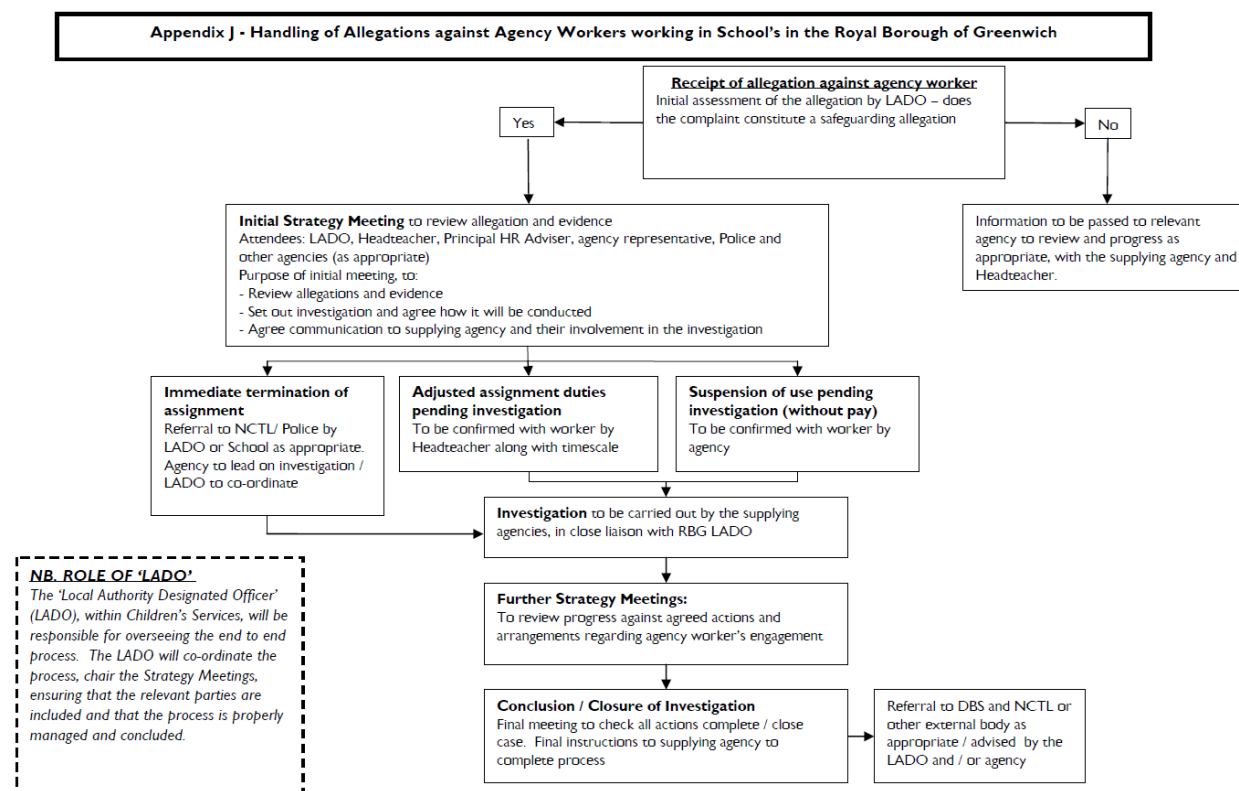 Appendix J - Handling of Allegations against Agency Workers working in School's in the Royal Borough of Greenwich
Receipt of allegation against agency worker
Initial assessment of the allegation by LADO – does
the complaint constitute a safeguarding allegation
Yes
No
Initial Strategy Meeting to review allegation and evidence
Attendees: LADO, Headteacher, Principal HR Adviser, agency representative, Police and
other agencies (as appropriate)
Purpose of initial meeting, to:
- Review allegations and evidence
- Set out investigation and agree how it will be conducted
- Agree communication to supplying agency and their involvement in the investigation
Information to be passed to relevant
agency to review and progress as
appropriate, with the supplying agency and
Headteacher.
Immediate termination of
assignment
Referral to NCTL/ Police by
LADO or School as appropriate.
Agency to lead on investigation /
LADO to co-ordinate
Adjusted assignment duties
pending investigation
To be confirmed with worker by
Headteacher along with timescale
Suspension of use pending
investigation (without pay)
To be confirmed with worker by
agency
Investigation to be carried out by the supplying
agencies, in close liaison with RBG LADO
NB. ROLE OF 'LADO'
The 'Local Authority Designated Officer'
(LADO), within Children's Services, will be
responsible for overseeing the end to end
process. The LADO will co-ordinate the
process, chair the Strategy Meetings,
ensuring that the relevant parties are
included and that the process is properly
managed and concluded.
Further Strategy Meetings:
To review progress against agreed actions and
arrangements regarding agency worker's engagement
Conclusion / Closure of Investigation
Final meeting to check all actions complete / close
case. Final instructions to supplying agency to
complete process
Referral to DBS and NCTL or
other external body as
appropriate / advised by the
LADO and / or agency